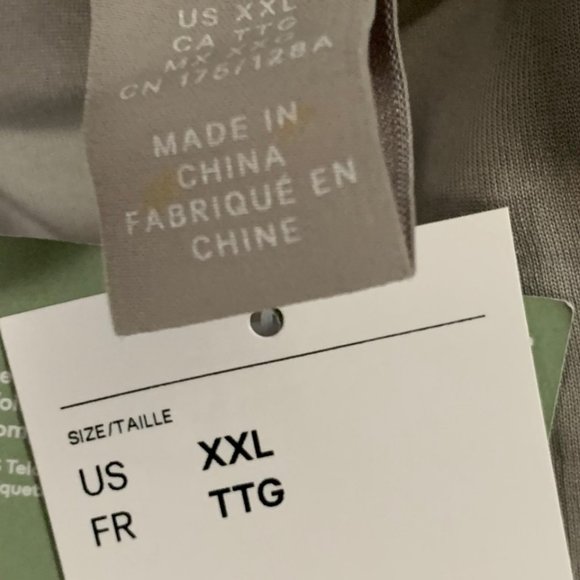 US XXL
CA TTG
MX XXG
CN 175/128A
MADE IN
CHINA
FABRIQUÉ EN
CHINE
SIZE/TAILLE
US XXL
FR TTG